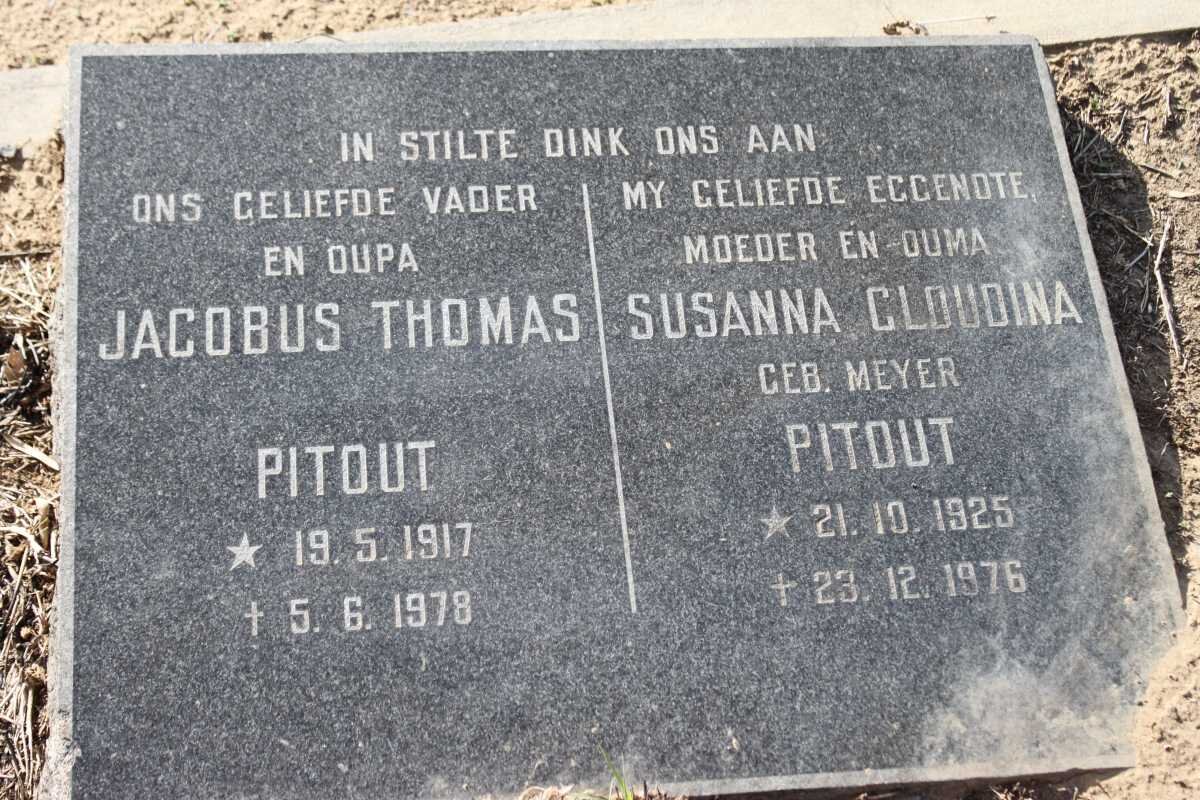 IN STILTE DINK ONS AAN
ONS GELIEFDE VADER
EN OUPA
JACOBUS THOMAS
PITOUT
★ 19. 5. 1917
† 5. 6. 1978
MY GELIEFDE EGGENOTE,
MOEDER EN OUMA
SUSANNA CLOUDINA
GEB. MEYER
PITOUT
★ 21. 10. 1925
† 23. 12. 1976